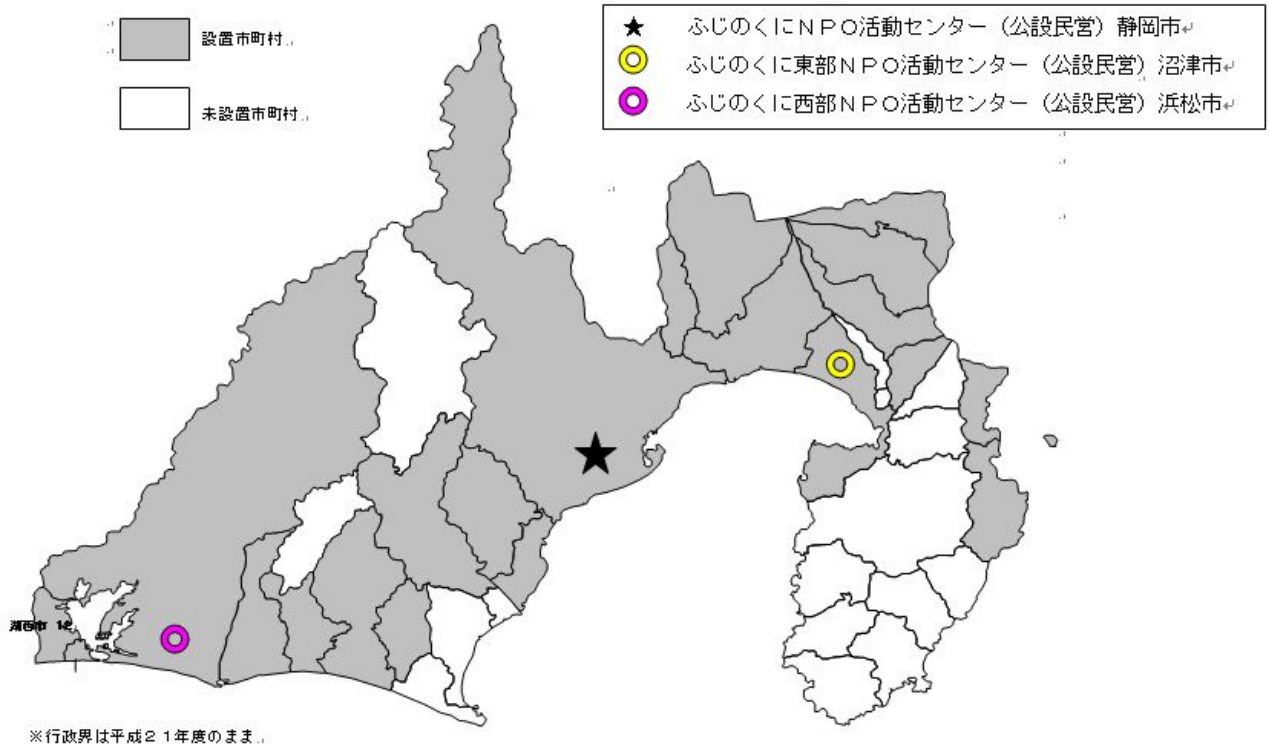 設置市町村
未設置市町村
★ ふじのくにＮＰＯ活動センター（公設民営）静岡市
ふじのくに東部ＮＰＯ活動センター（公設民営）沼津市
ふじのくに西部ＮＰＯ活動センター（公設民営）浜松市
湖西市
※行政界は平成２１年度のまま